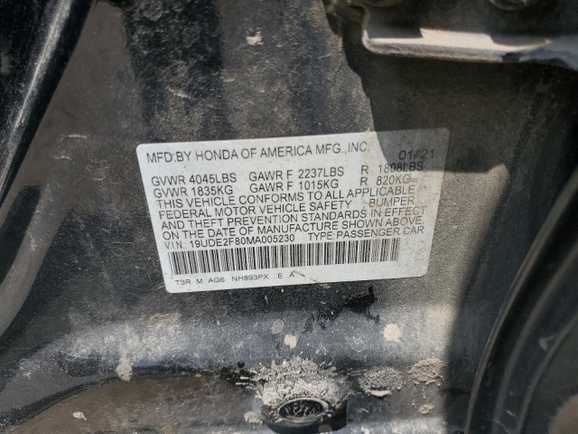 MFD.BY HONDA OF AMERICA MFG.,INC. 01/21
GVWR 4045LBS GAWR F 2237LBS R 1808LBS
GVWR 1835KG GAWR F 1015KG R 820KG
THIS VEHICLE CONFORMS TO ALL APPLICABLE
FEDERAL MOTOR VEHICLE SAFETY BUMPER
AND THEFT PREVENTION STANDARDS IN EFFECT
ON THE DATE OF MANUFACTURE SHOWN ABOVE.
V.I.N: 19UDE2F80MA005230 TYPE:PASSENGER CAR
T3R M AG6 NH893PX E A